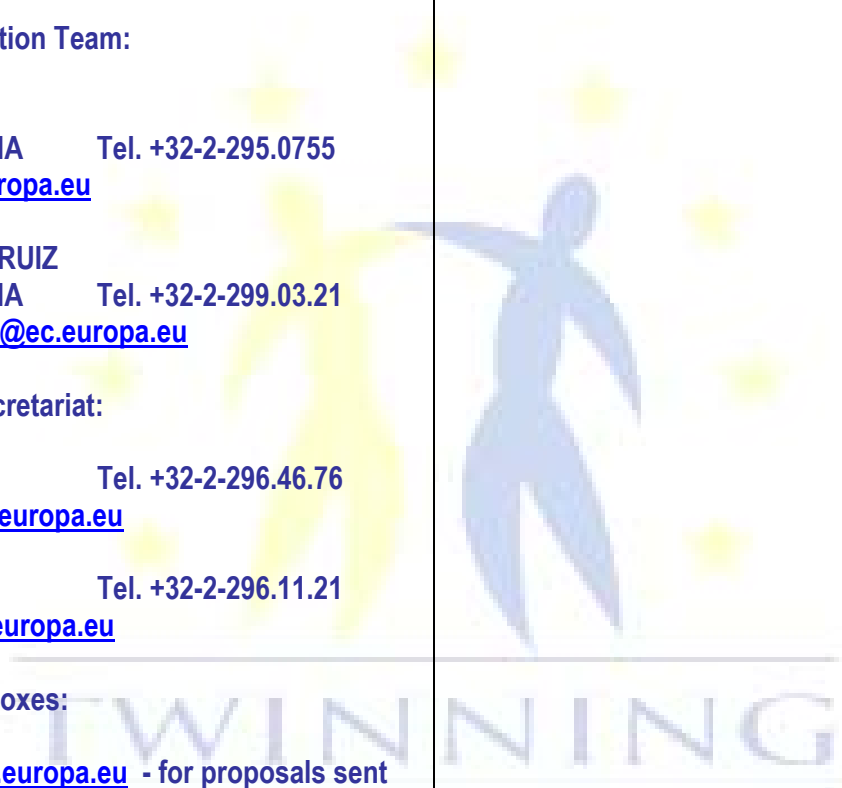 tion Team:
IA Tel. +32-2-295.0755
ropa.eu
RUIZ
IA Tel. +32-2-299.03.21
@ec.europa.eu
cretariat:
Tel. +32-2-296.46.76
europa.eu
Tel. +32-2-296.11.21
europa.eu
oxes:
TWINNING
.europa.eu - for proposals sent